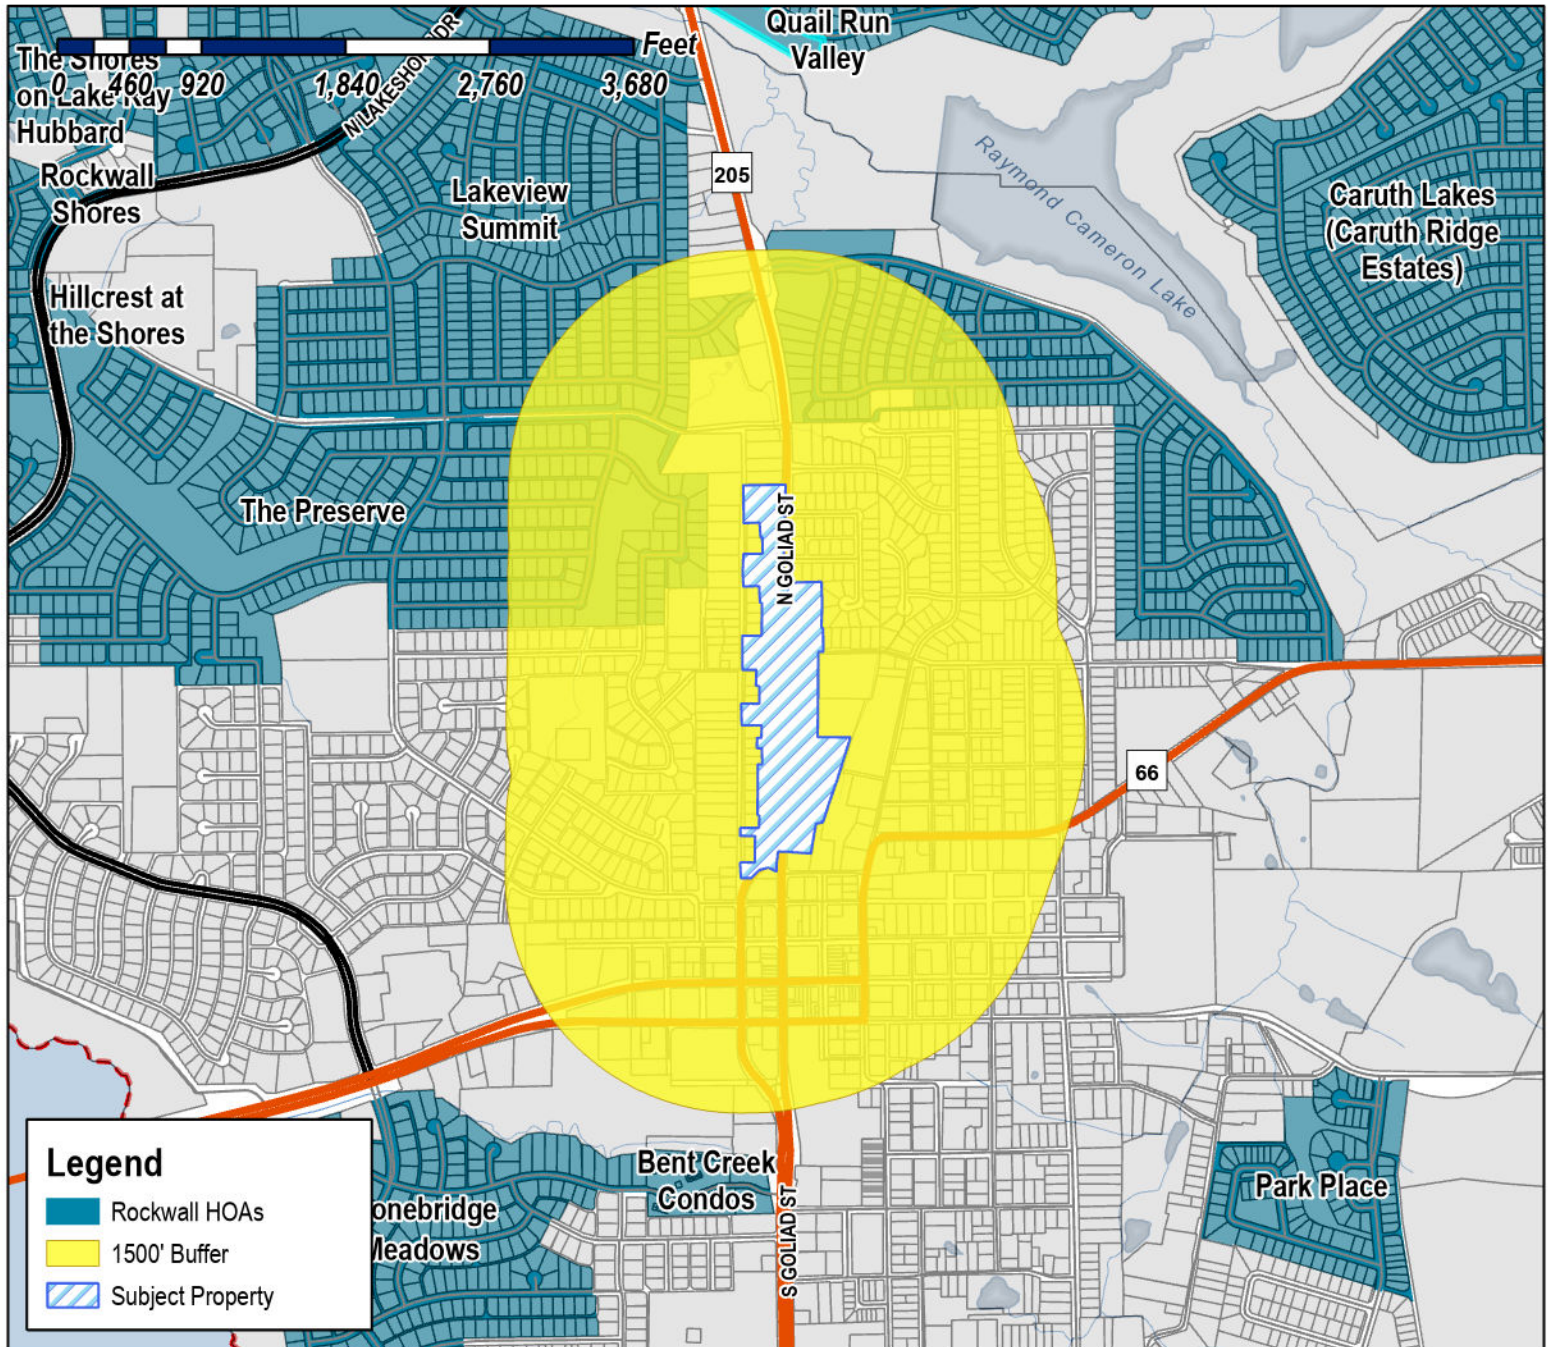 Quail Run
Valley
Feet
The Shores
on Lake Ray
Hubbard
0 460 920 1,840 2,760 3,680
N LAKESHORE DR
Rockwall
Shores
205
Lakeview
Summit
Raymond Cameron Lake
Caruth Lakes
(Caruth Ridge
Estates)
Hillcrest at
the Shores
The Preserve
N GOLIAD ST
66
Bent Creek
Condos
S GOLIAD ST
Park Place
onebridge
Meadows
Legend
Rockwall HOAs
1500' Buffer
Subject Property